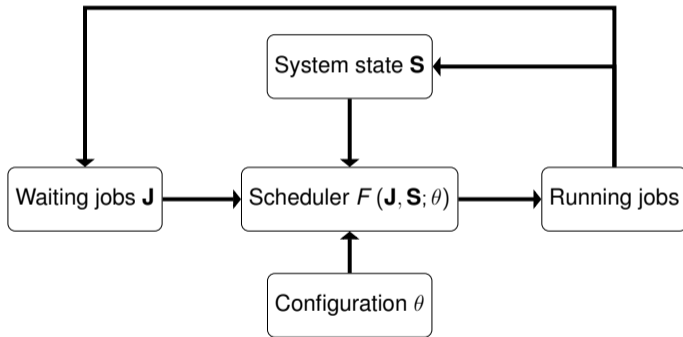 System state S
Waiting jobs J
Scheduler F (J, S; θ)
Running jobs
Configuration θ